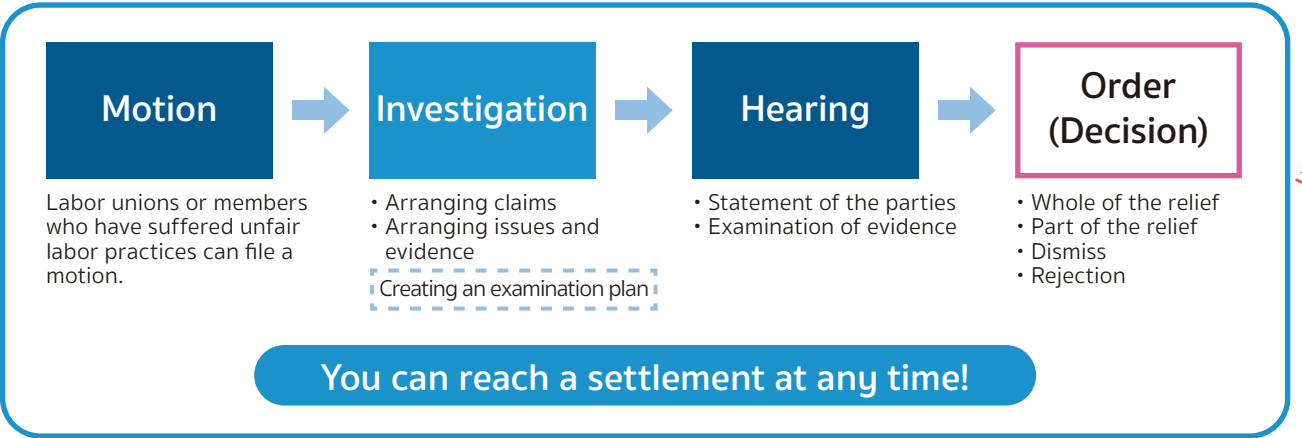 Motion
Labor unions or members
who have suffered unfair
labor practices can file a
motion.
Investigation
・Arranging claims
・Arranging issues and
evidence
Creating an examination plan
Hearing
・Statement of the parties
・Examination of evidence
Order
(Decision)
・Whole of the relief
・Part of the relief
・Dismiss
・Rejection
You can reach a settlement at any time!